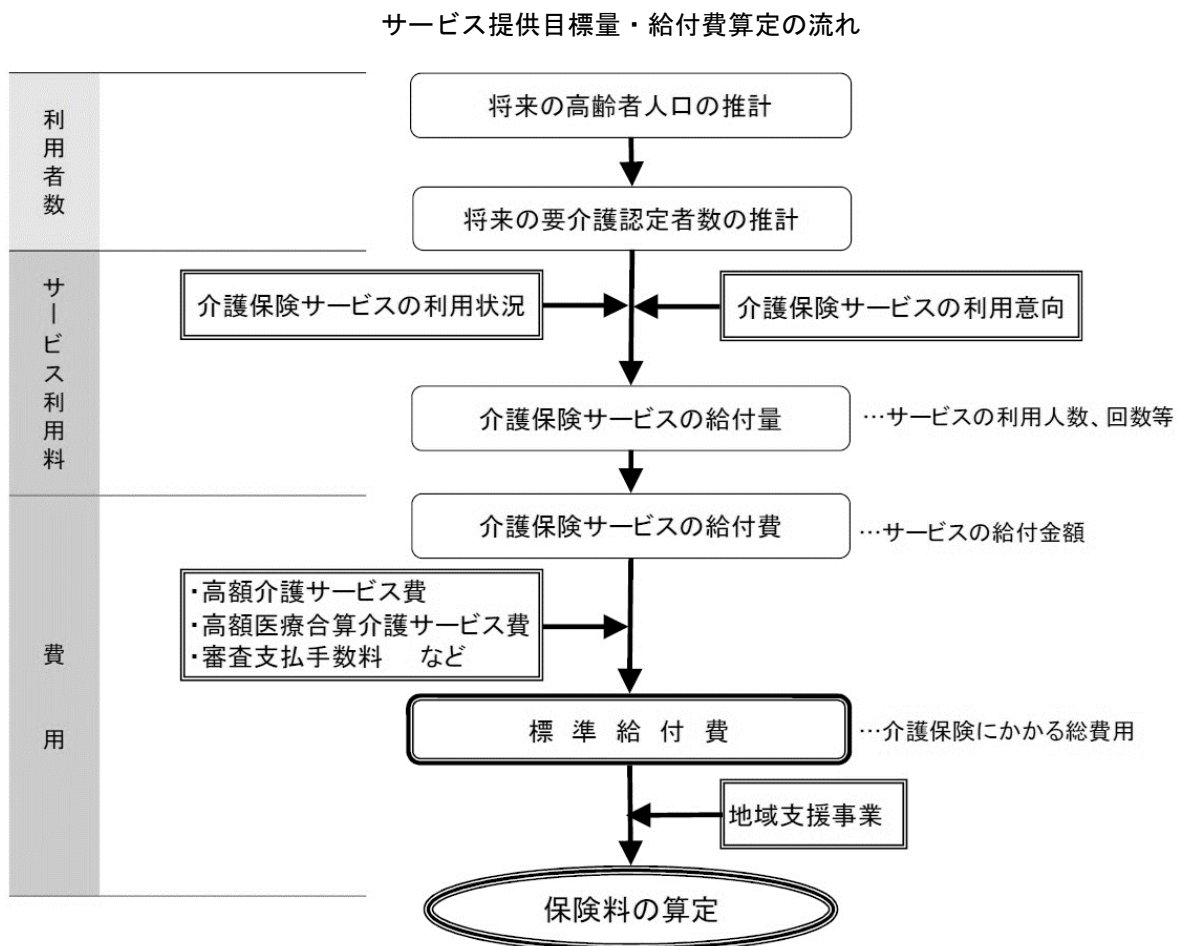 サービス提供目標量・給付費算定の流れ
利用者数
将来の高齢者人口の推計
将来の要介護認定者数の推計
サービス利用料
介護保険サービスの利用状況
介護保険サービスの利用意向
介護保険サービスの給付量
…サービスの利用人数、回数等
費用
介護保険サービスの給付費
…サービスの給付金額
・高額介護サービス費
・高額医療合算介護サービス費
・審査支払手数料 など
標準給付費
…介護保険にかかる総費用
地域支援事業
保険料の算定